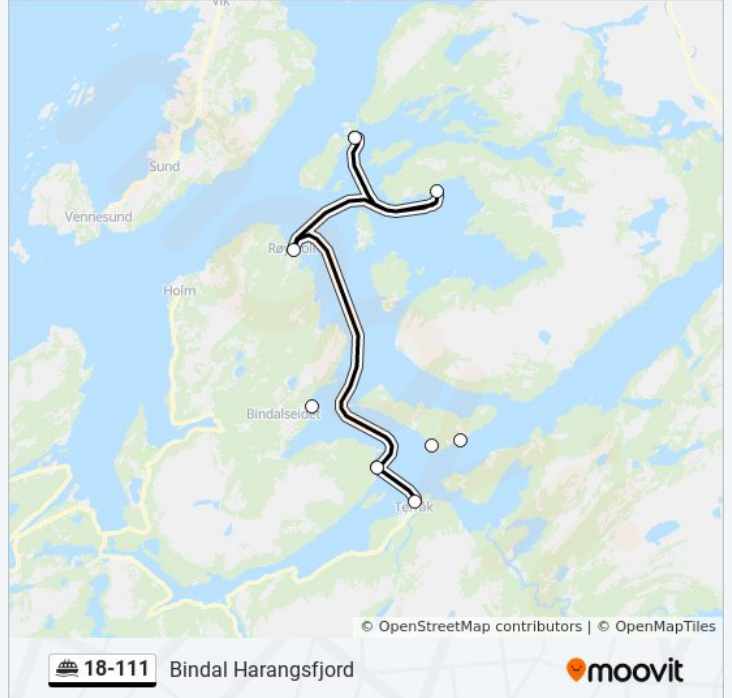 Vik
Sund
Vennesund
Holm
Bindalseidet
Terråk
© OpenStreetMap contributors | © OpenMapTiles
18-111 Bindal Harangsfjord
moovit